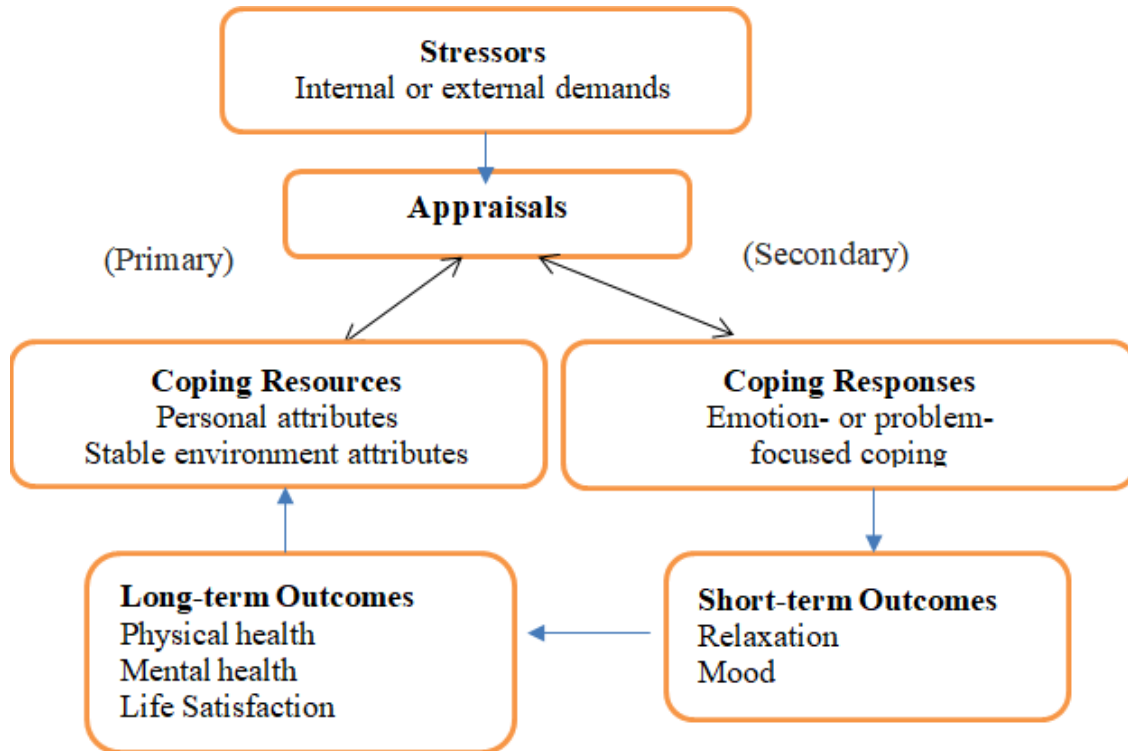 Stressors
Internal or external demands
Appraisals
(Primary)
(Secondary)
Coping Resources
Personal attributes
Stable environment attributes
Coping Responses
Emotion- or problem-
focused coping
Long-term Outcomes
Physical health
Mental health
Life Satisfaction
Short-term Outcomes
Relaxation
Mood